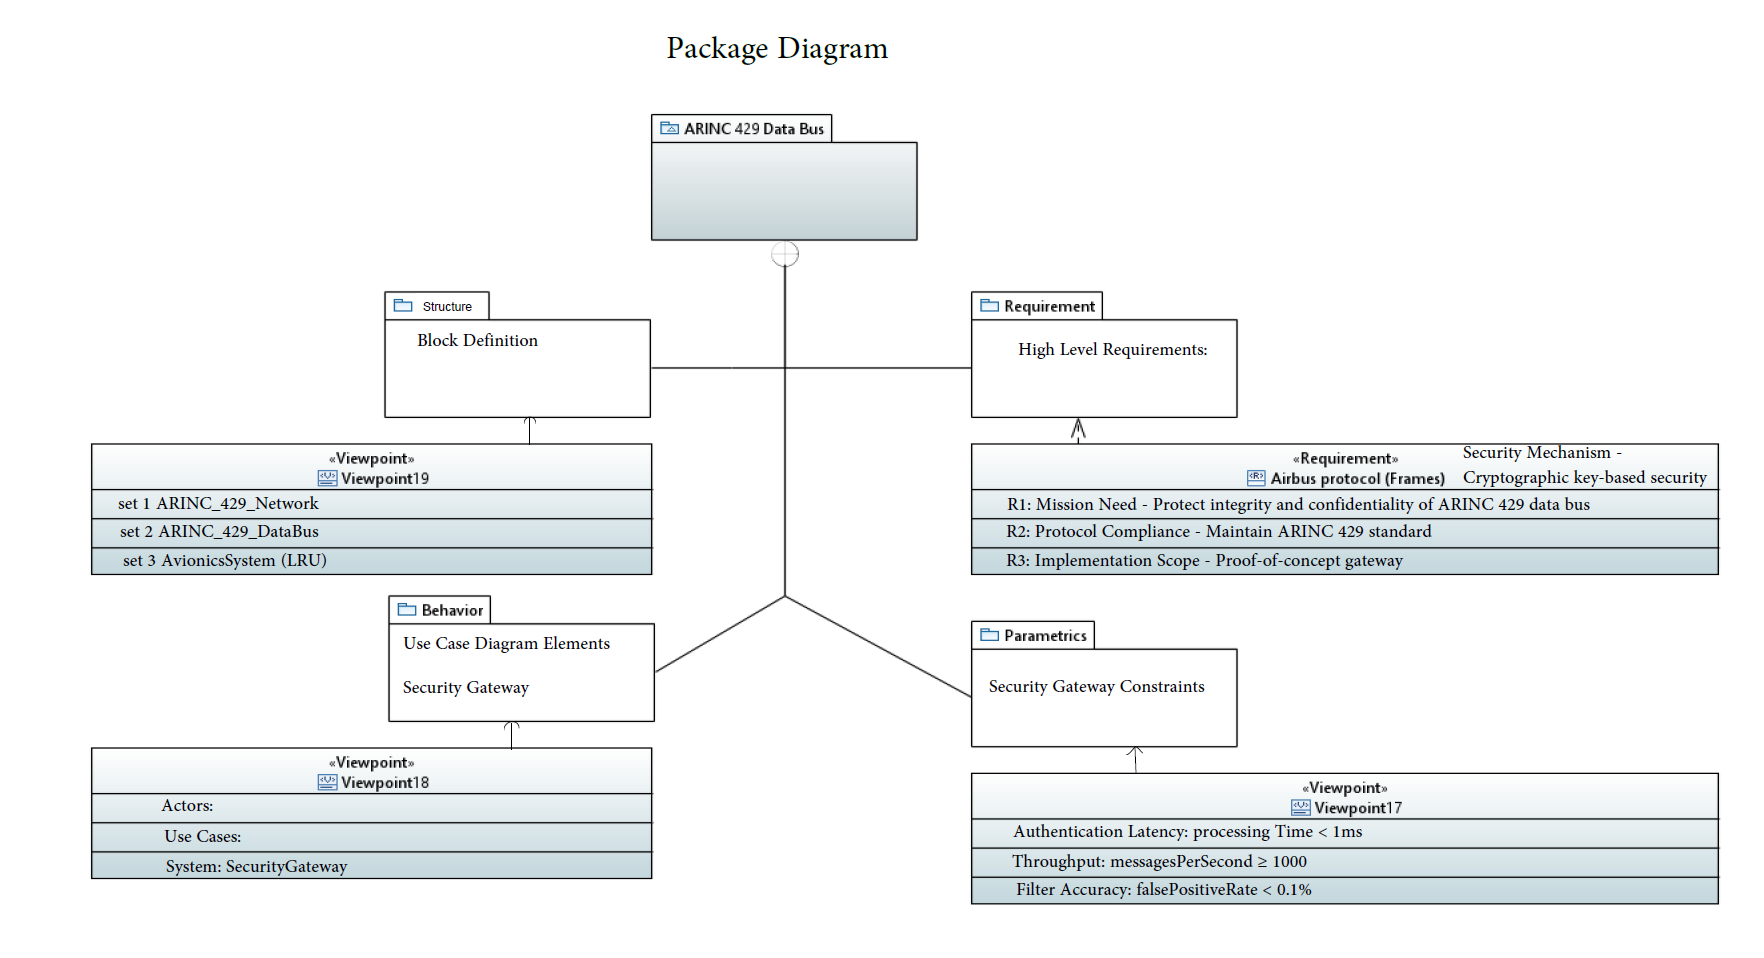 Package Diagram
ARINC 429 Data Bus
Structure
Block Definition
Requirement
High Level Requirements:
«Viewpoint»
Viewpoint19
set 1 ARINC_429_Network
set 2 ARINC_429_DataBus
set 3 AvionicsSystem (LRU)
«Requirement»
Airbus protocol (Frames)
Security Mechanism -
Cryptographic key-based security
R1: Mission Need - Protect integrity and confidentiality of ARINC 429 data bus
R2: Protocol Compliance - Maintain ARINC 429 standard
R3: Implementation Scope - Proof-of-concept gateway
Behavior
Use Case Diagram Elements
Security Gateway
Parametrics
Security Gateway Constraints
«Viewpoint»
Viewpoint18
Actors:
Use Cases:
System: SecurityGateway
«Viewpoint»
Viewpoint17
Authentication Latency: processing Time < 1ms
Throughput: messagesPerSecond ≥ 1000
Filter Accuracy: falsePositiveRate < 0.1%